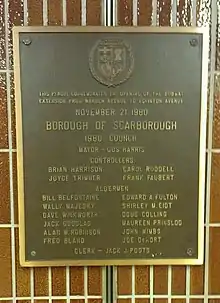 THIS PLAQUE COMMEMORATES THE OPENING OF THE SUBWAY
EXTENSION FROM WARDEN AVENUE TO KENNEDY AVENUE
NOVEMBER 21 1980
BOROUGH OF SCARBOROUGH
1980 COUNCIL
MAYOR - GUS HARRIS
CONTROLLERS
BRIAN HARRISON CAROL RUDDELL
JOYCE TRIMMER FRANK FAUBERT
ALDERMEN
BILL BELFONTAINE EDWARD A. FULTON
WALLY MAJESKY SHIRLEY M. EIDT
DAVE WINKWORTH DOUG COLLING
JACK GOODLAD MAUREEN PRINSLOO
ALAN W. ROBINSON JOHN WIMBS
FRED BLAND JOE DEKORT
CLERK - JACK J. POOTS